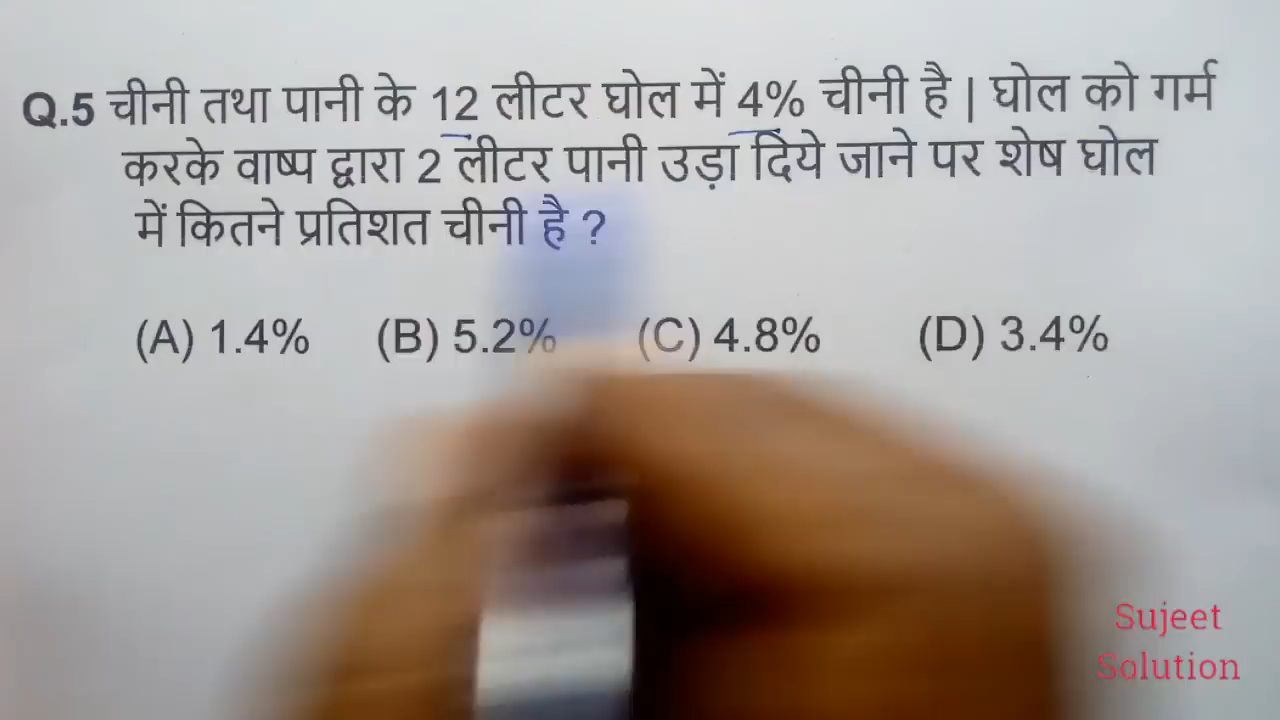 Q.5 चीनी तथा पानी के 12 लीटर घोल में 4% चीनी है | घोल को गर्म
करके वाष्प द्वारा 2 लीटर पानी उड़ा दिये जाने पर शेष घोल
में कितने प्रतिशत चीनी है ?
(A) 1.4% (B) 5.2% (C) 4.8% (D) 3.4%
Sujeet
Solution